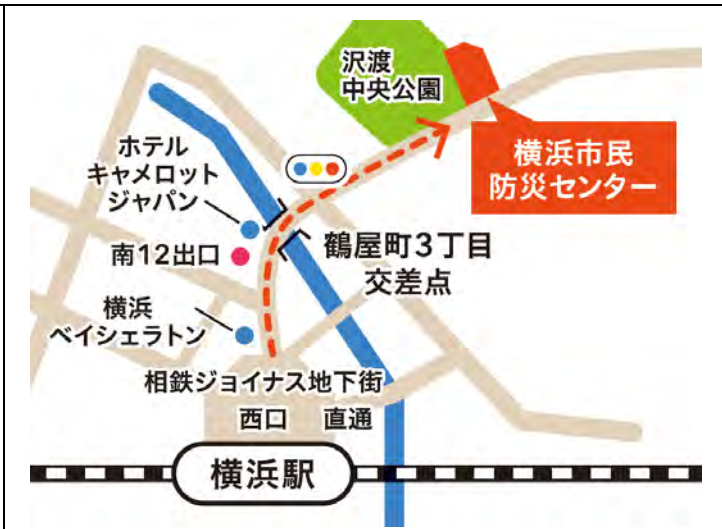 沢渡
中央公園
横浜市民
防災センター
ホテル
キャメロット
ジャパン
南12出口
鶴屋町3丁目
交差点
横浜
ベイシェラトン
相鉄ジョイナス地下街
西口 直通
横浜駅